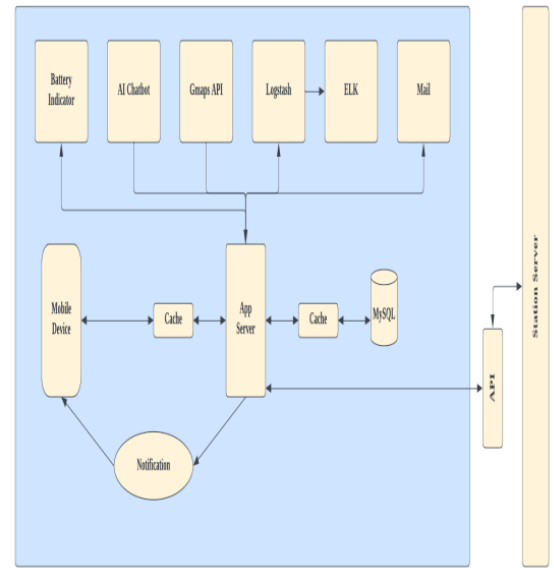 Battery
Indicator
AI Chatbot
Gmaps API
Logstash
ELK
Mail
Mobile
Device
Cache
App
Server
Cache
MySQL
Notification
API
Station Server